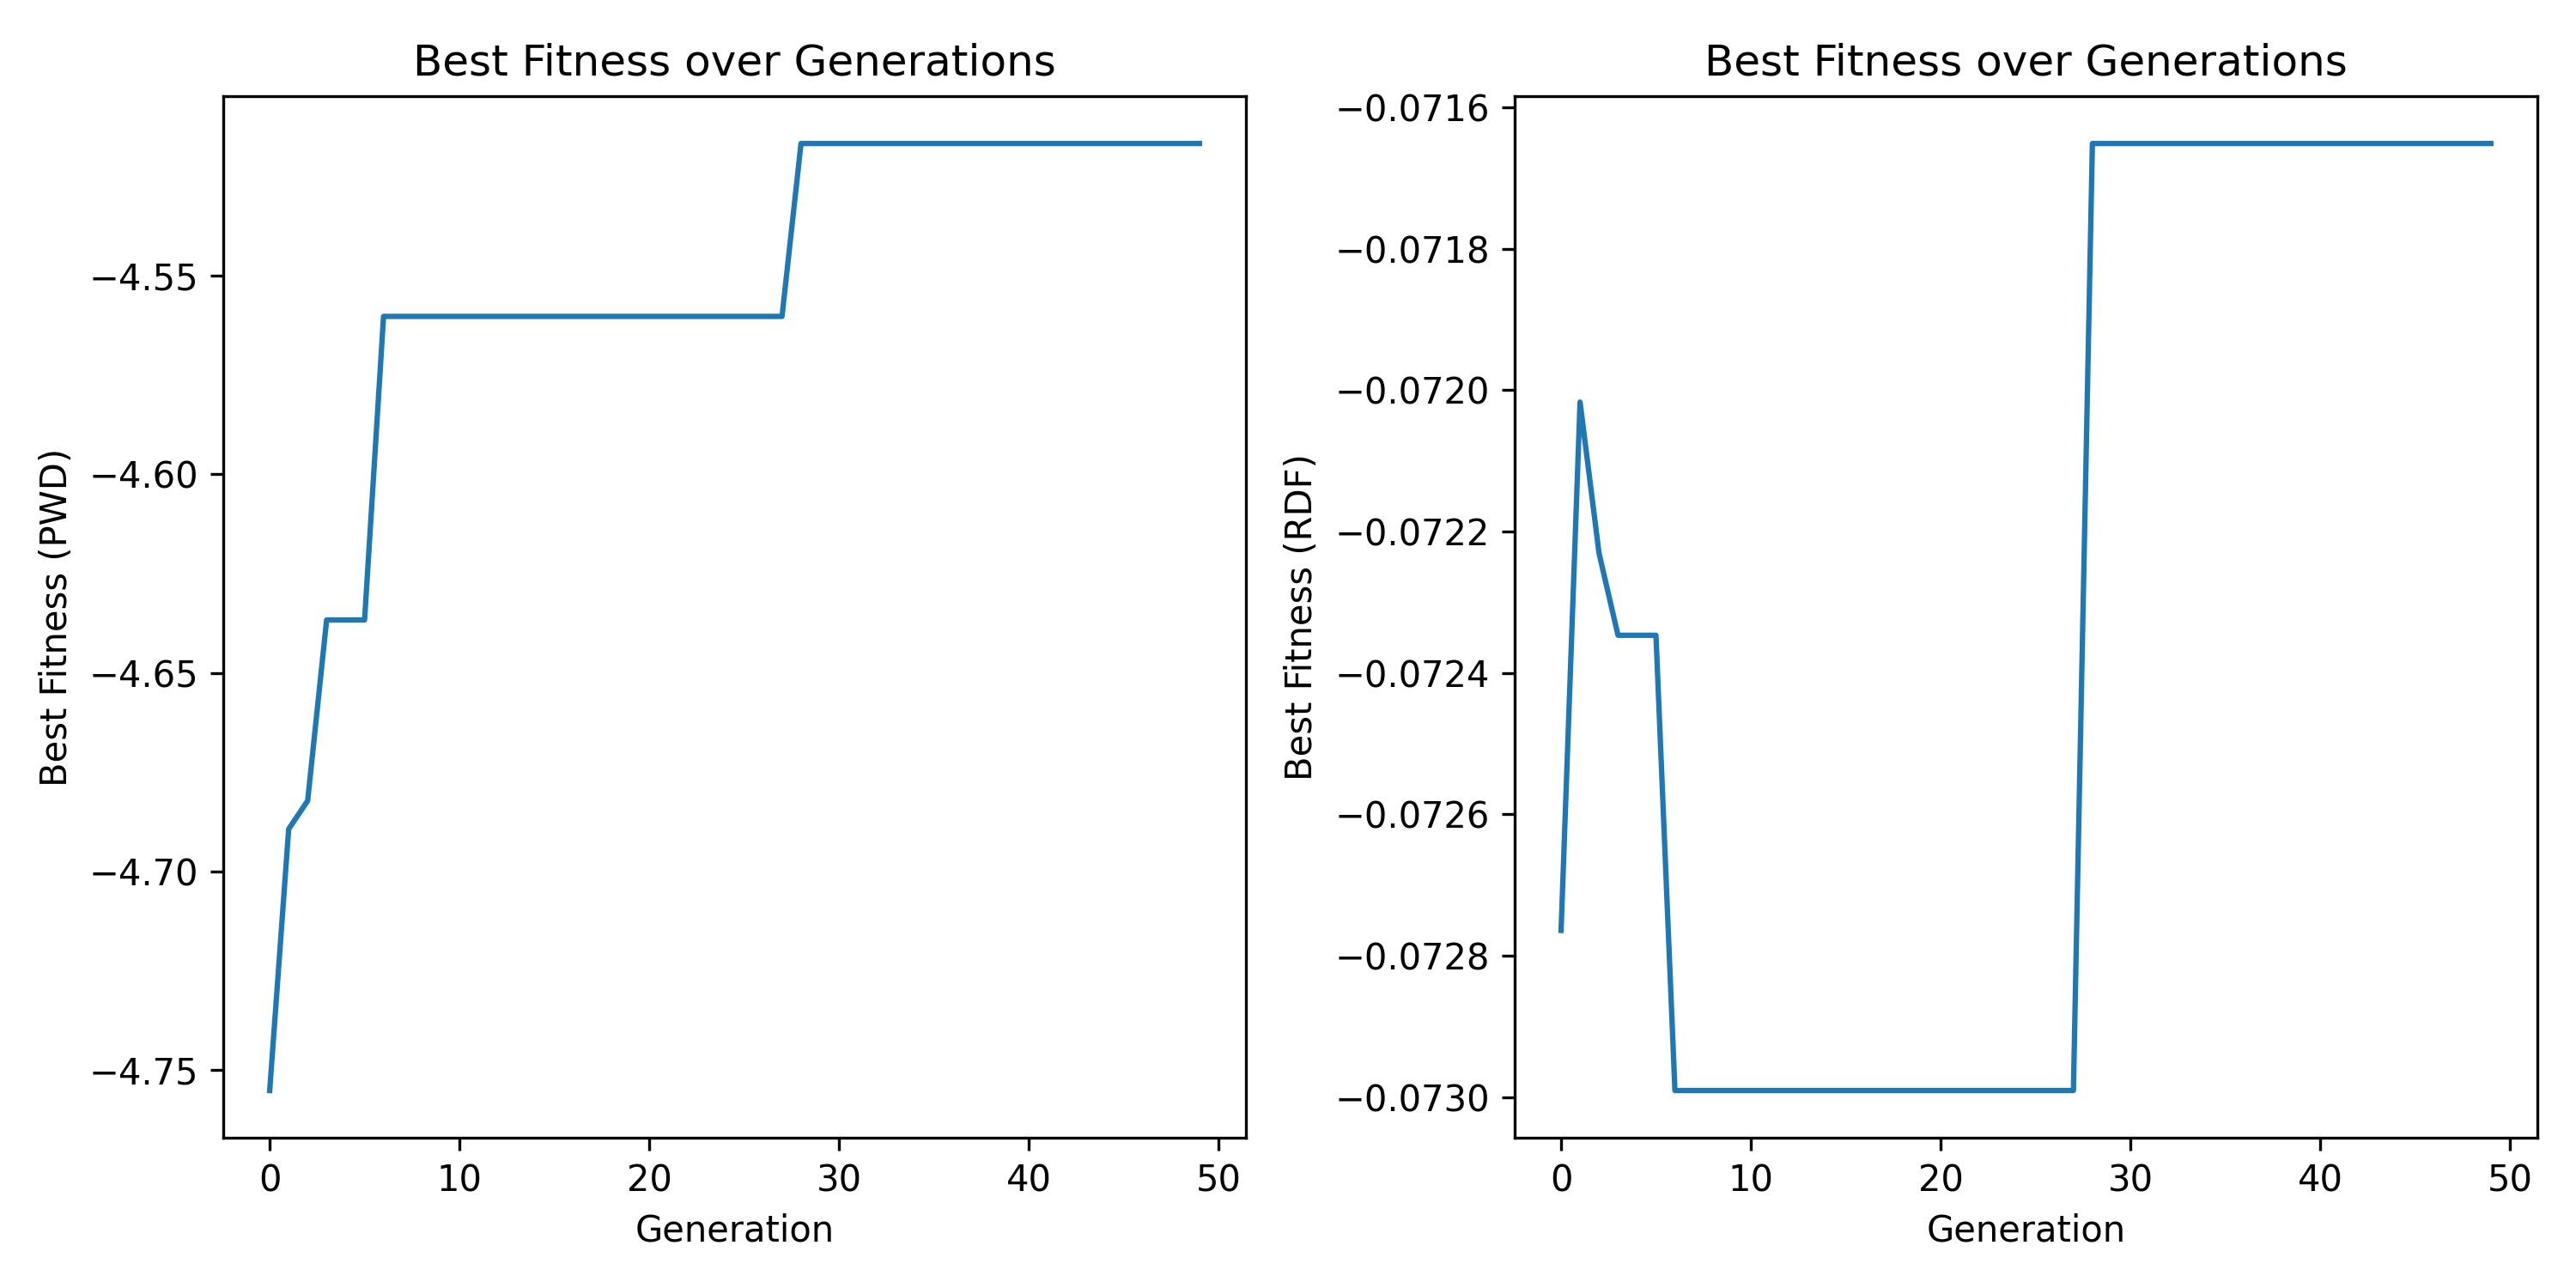 Best Fitness over Generations
Best Fitness (PWD)
−4.55
−4.60
−4.65
−4.70
−4.75
0 10 20 30 40 50
Generation
Best Fitness over Generations
Best Fitness (RDF)
−0.0716
−0.0718
−0.0720
−0.0722
−0.0724
−0.0726
−0.0728
−0.0730
0 10 20 30 40 50
Generation